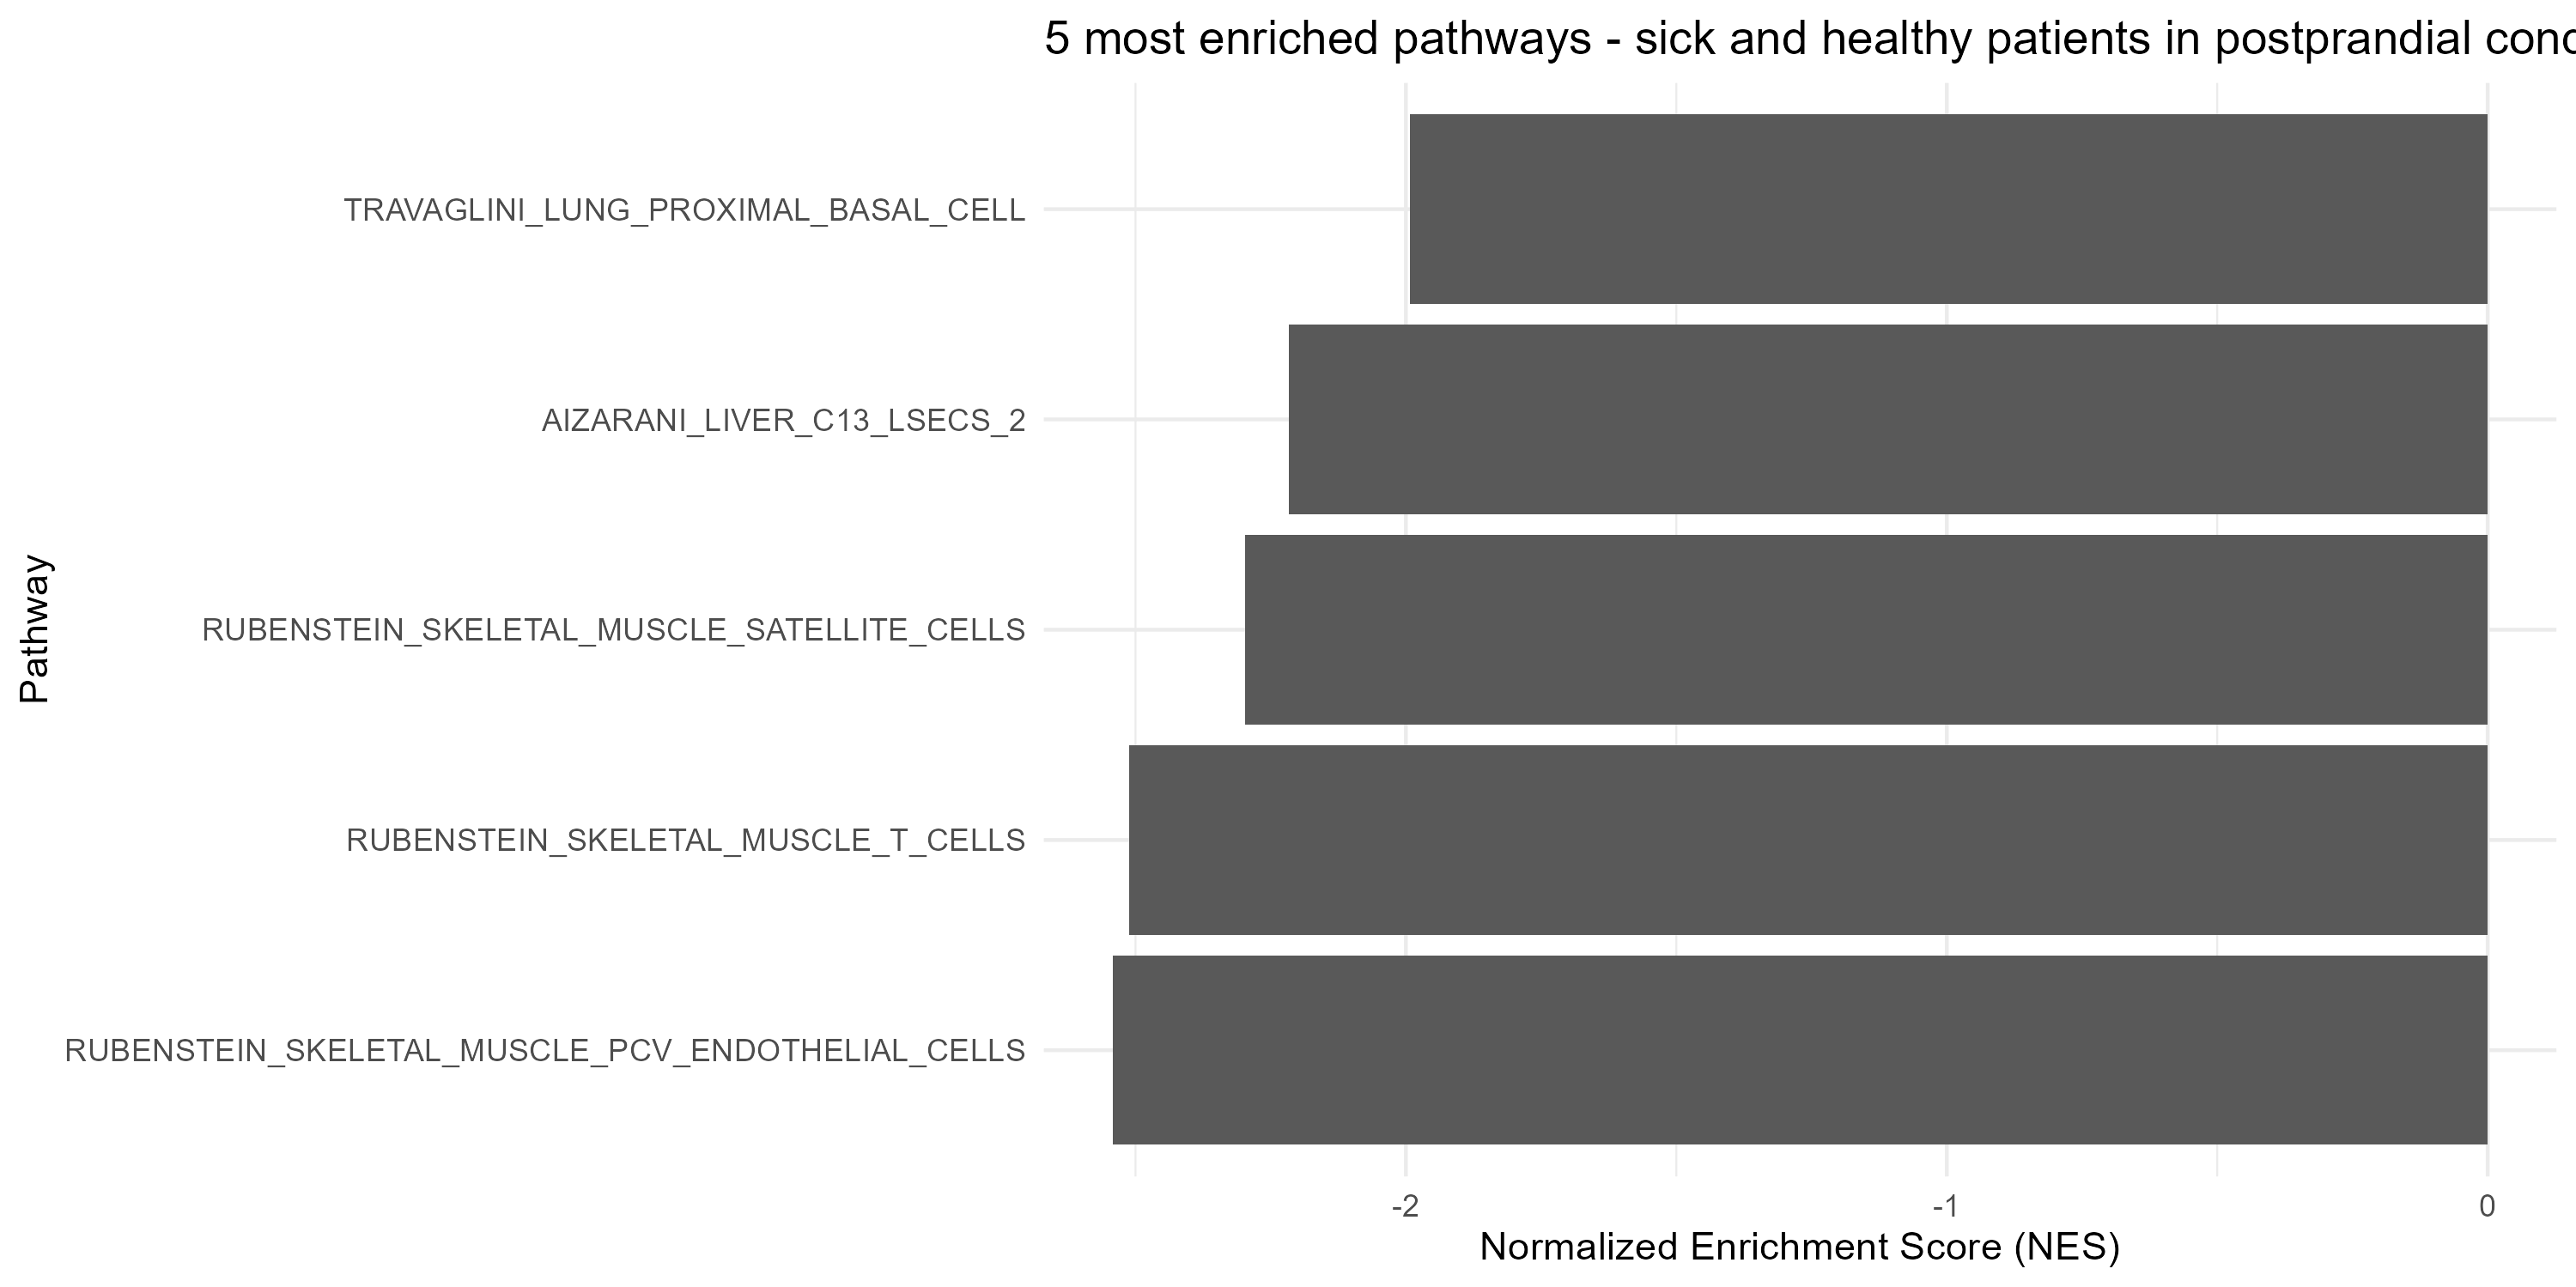 5 most enriched pathways - sick and healthy patients in postprandial
TRAVAGLINI_LUNG_PROXIMAL_BASAL_CELL
AIZARANI_LIVER_C13_LSECS_2
RUBENSTEIN_SKELETAL_MUSCLE_SATELLITE_CELLS
RUBENSTEIN_SKELETAL_MUSCLE_T_CELLS
RUBENSTEIN_SKELETAL_MUSCLE_PCV_ENDOTHELIAL_CELLS
Pathway
-2 -1 0
Normalized Enrichment Score (NES)